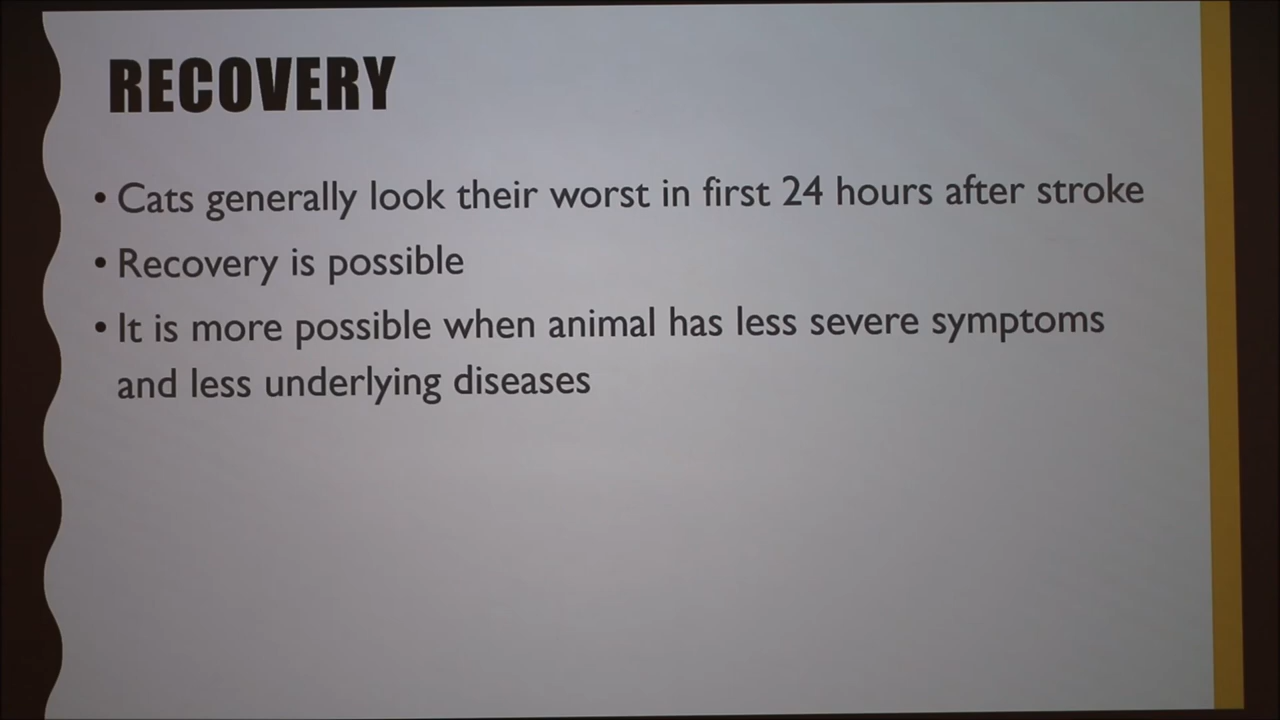 RECOVERY
• Cats generally look their worst in first 24 hours after stroke
• Recovery is possible
• It is more possible when animal has less severe symptoms
and less underlying diseases